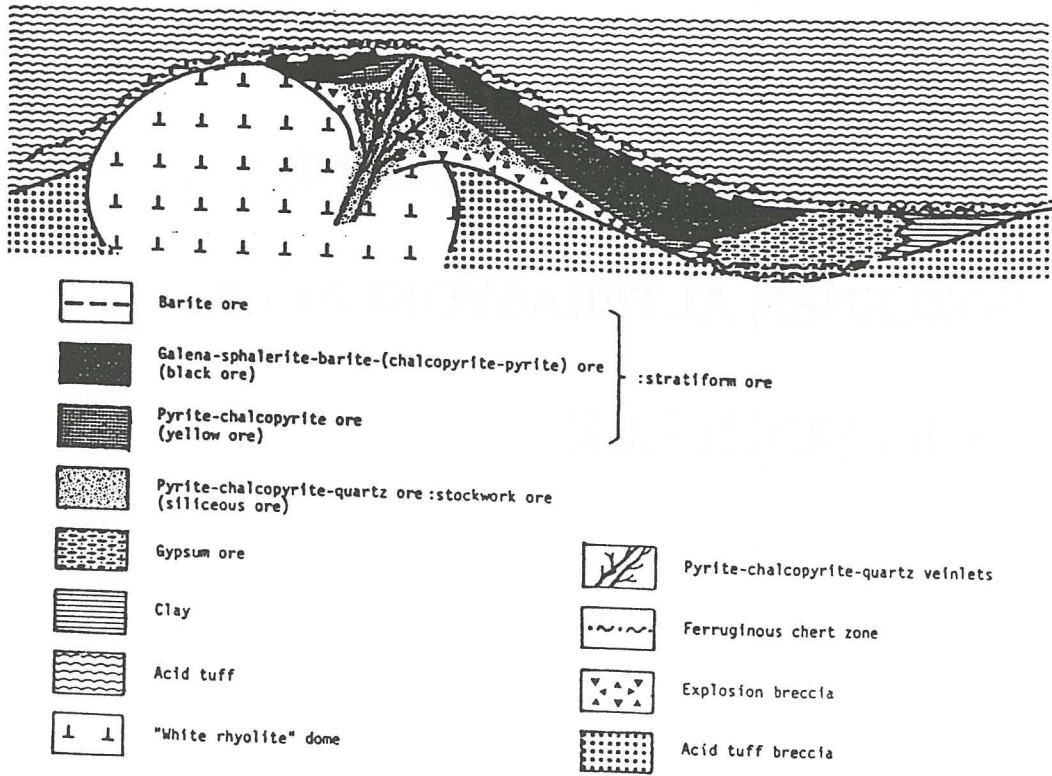 Barite ore
Galena-sphalerite-barite-(chalcopyrite-pyrite) ore
(black ore)
:stratiform ore
Pyrite-chalcopyrite ore
(yellow ore)
Pyrite-chalcopyrite-quartz ore :stockwork ore
(siliceous ore)
Gypsum ore
Clay
Acid tuff
"White rhyolite" dome
Pyrite-chalcopyrite-quartz veinlets
Ferruginous chert zone
Explosion breccia
Acid tuff breccia